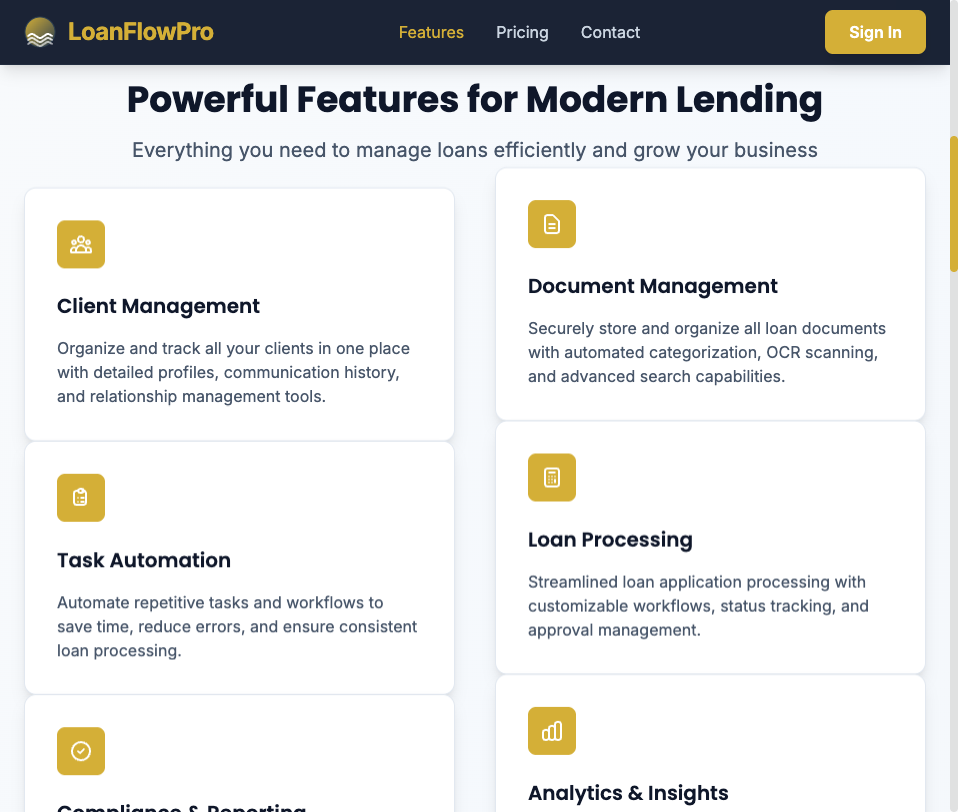 LoanFlowPro
Features
Pricing
Contact
Sign In
Powerful Features for Modern Lending
Everything you need to manage loans efficiently and grow your business
Client Management
Organize and track all your clients in one place
with detailed profiles, communication history,
and relationship management tools.
Document Management
Securely store and organize all loan documents
with automated categorization, OCR scanning,
and advanced search capabilities.
Task Automation
Automate repetitive tasks and workflows to
save time, reduce errors, and ensure consistent
loan processing.
Loan Processing
Streamlined loan application processing with
customizable workflows, status tracking, and
approval management.
Compliance & Reporting
Analytics & Insights